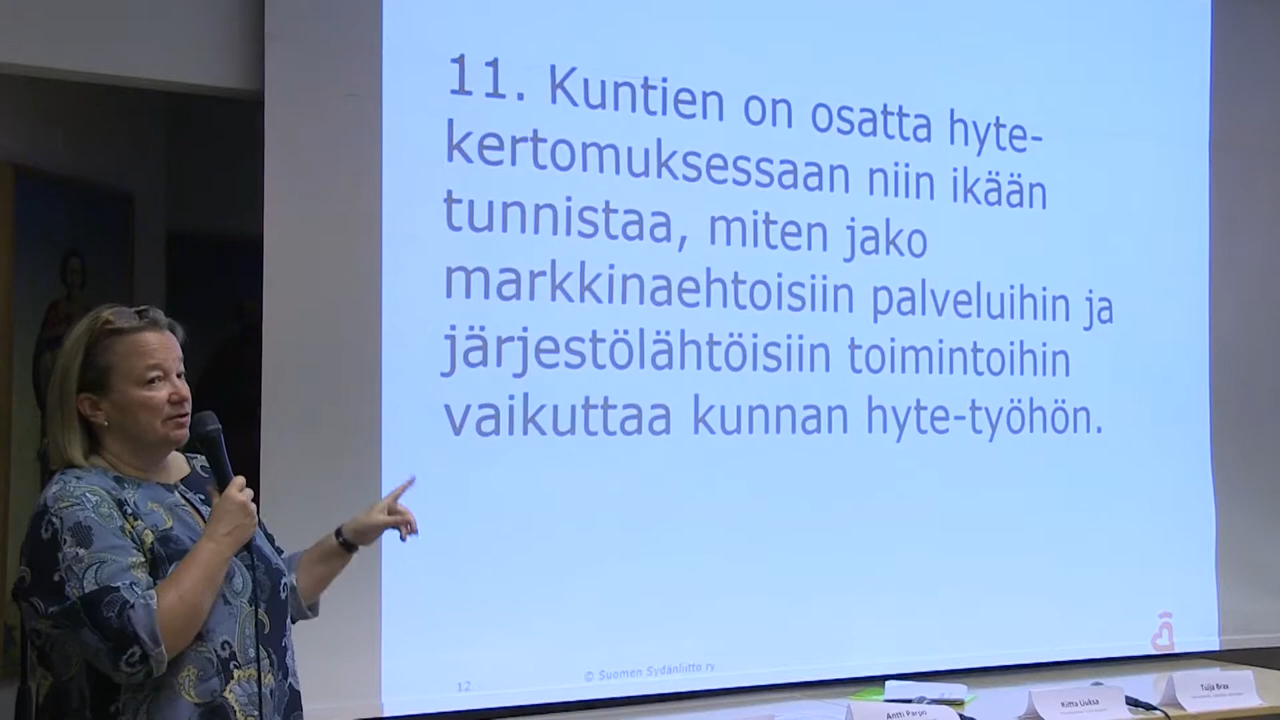 11. Kuntien on osatta hyte-
kertomuksessaan niin ikään
tunnistaa, miten jako
markkinaehtoisiin palveluihin ja
järjestölähtöisiin toimintoihin
vaikuttaa kunnan hyte-työhön.
12
© Suomen Sydänliitto ry
Antti Parpo
Kitta Uuksa
Tuija Brax